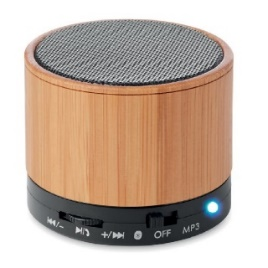 ⏮/− ⏯ +/⏭ OFF MP3